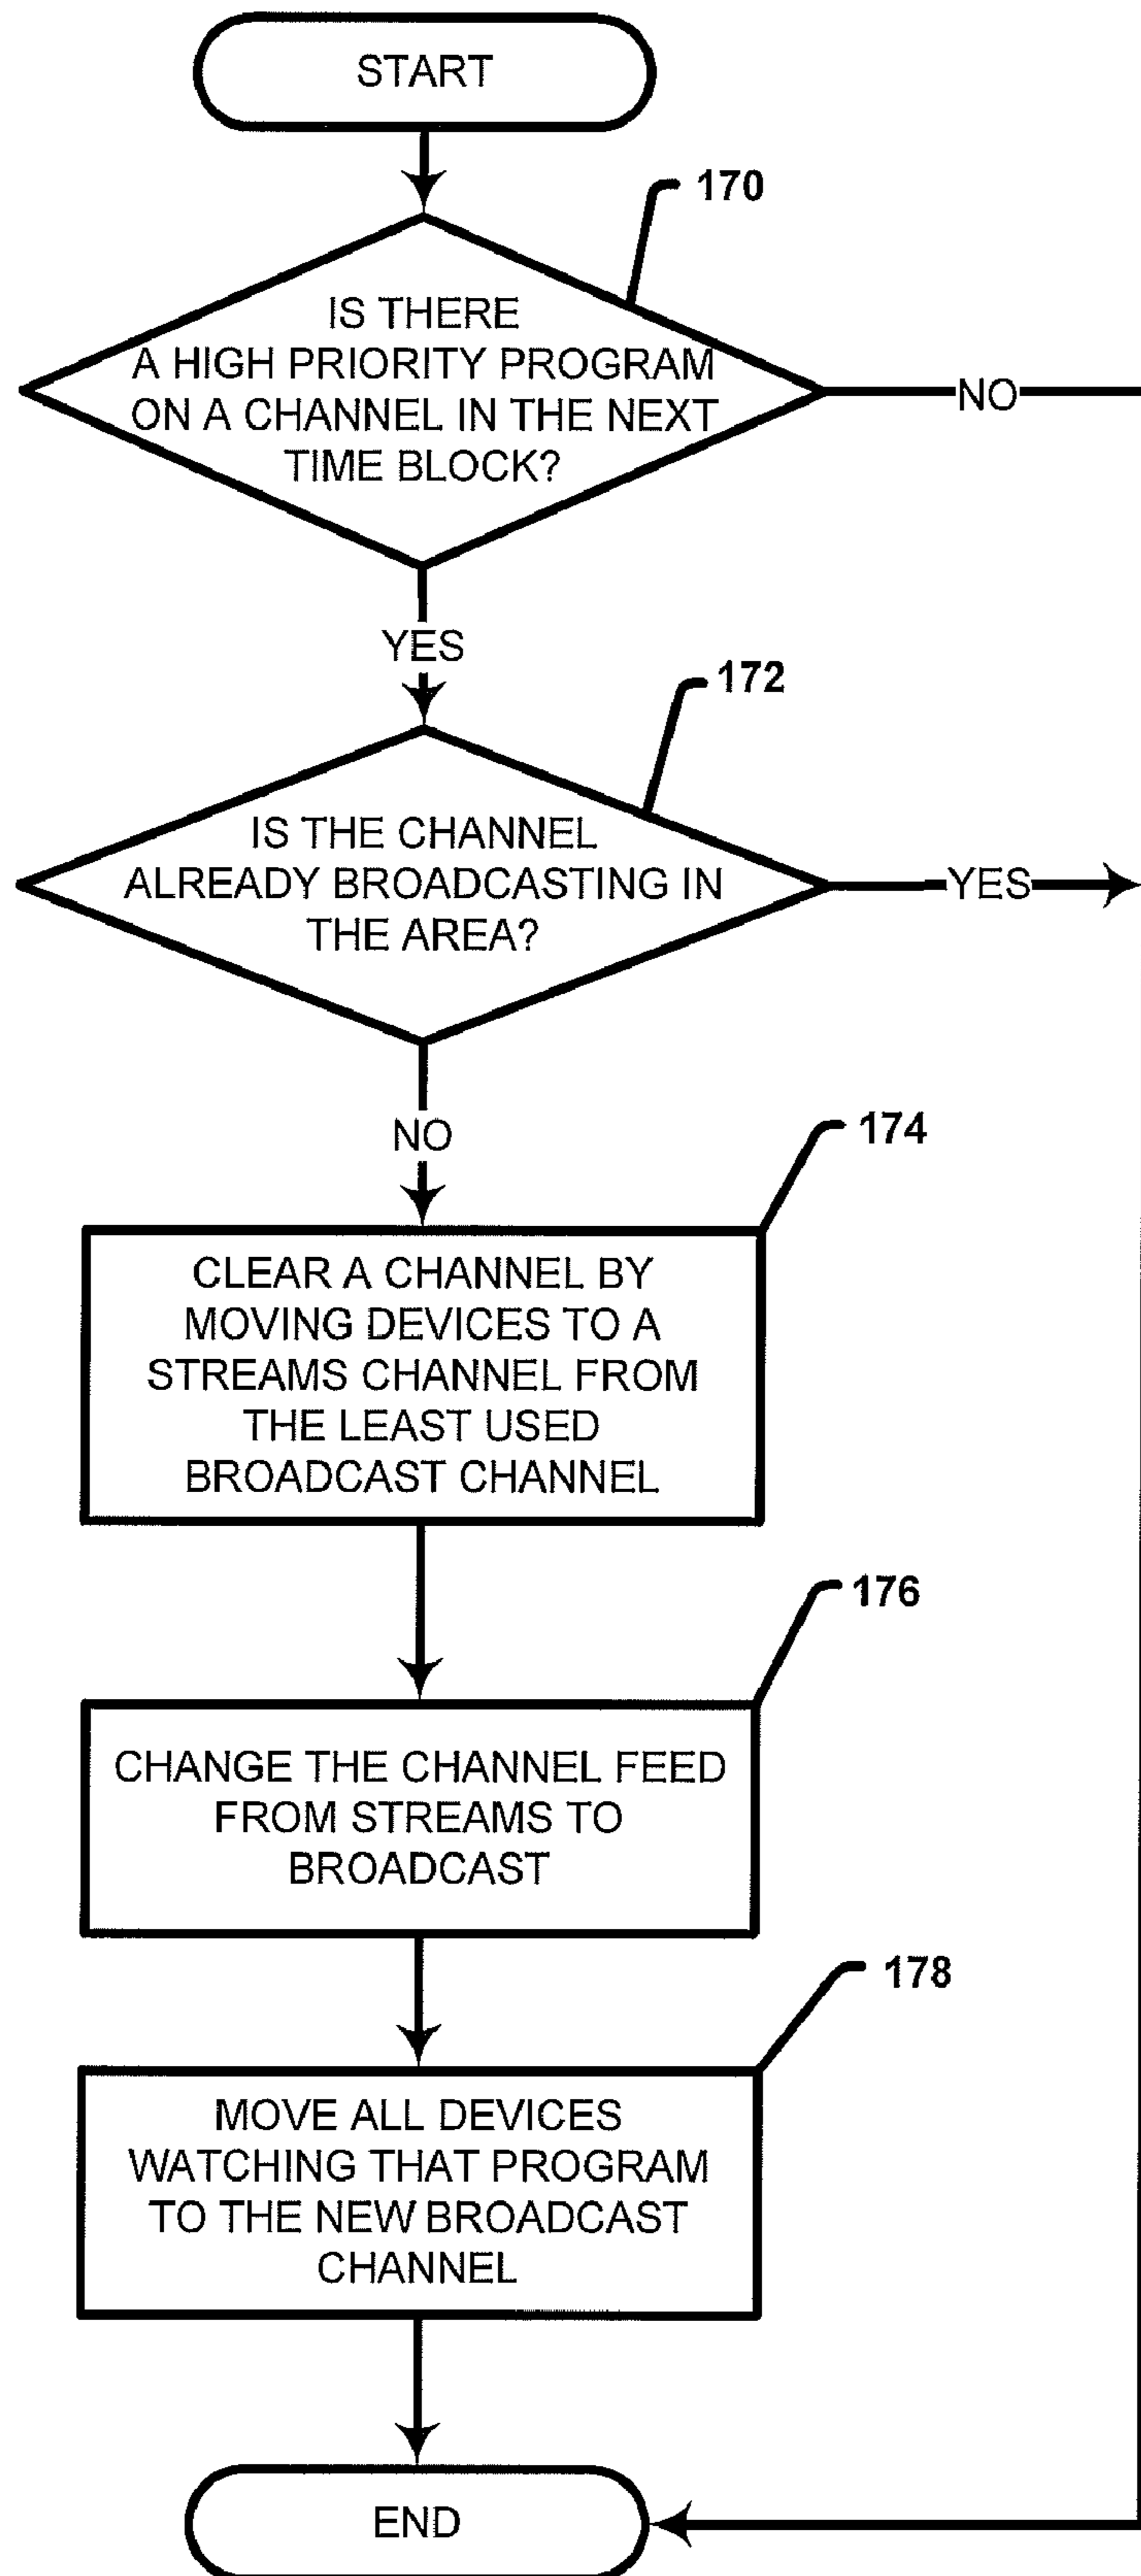 START
170
IS THERE
A HIGH PRIORITY PROGRAM
ON A CHANNEL IN THE NEXT
TIME BLOCK?
NO
YES
172
IS THE CHANNEL
ALREADY BROADCASTING IN
THE AREA?
YES
NO
174
CLEAR A CHANNEL BY
MOVING DEVICES TO A
STREAMS CHANNEL FROM
THE LEAST USED
BROADCAST CHANNEL
176
CHANGE THE CHANNEL FEED
FROM STREAMS TO
BROADCAST
178
MOVE ALL DEVICES
WATCHING THAT PROGRAM
TO THE NEW BROADCAST
CHANNEL
END